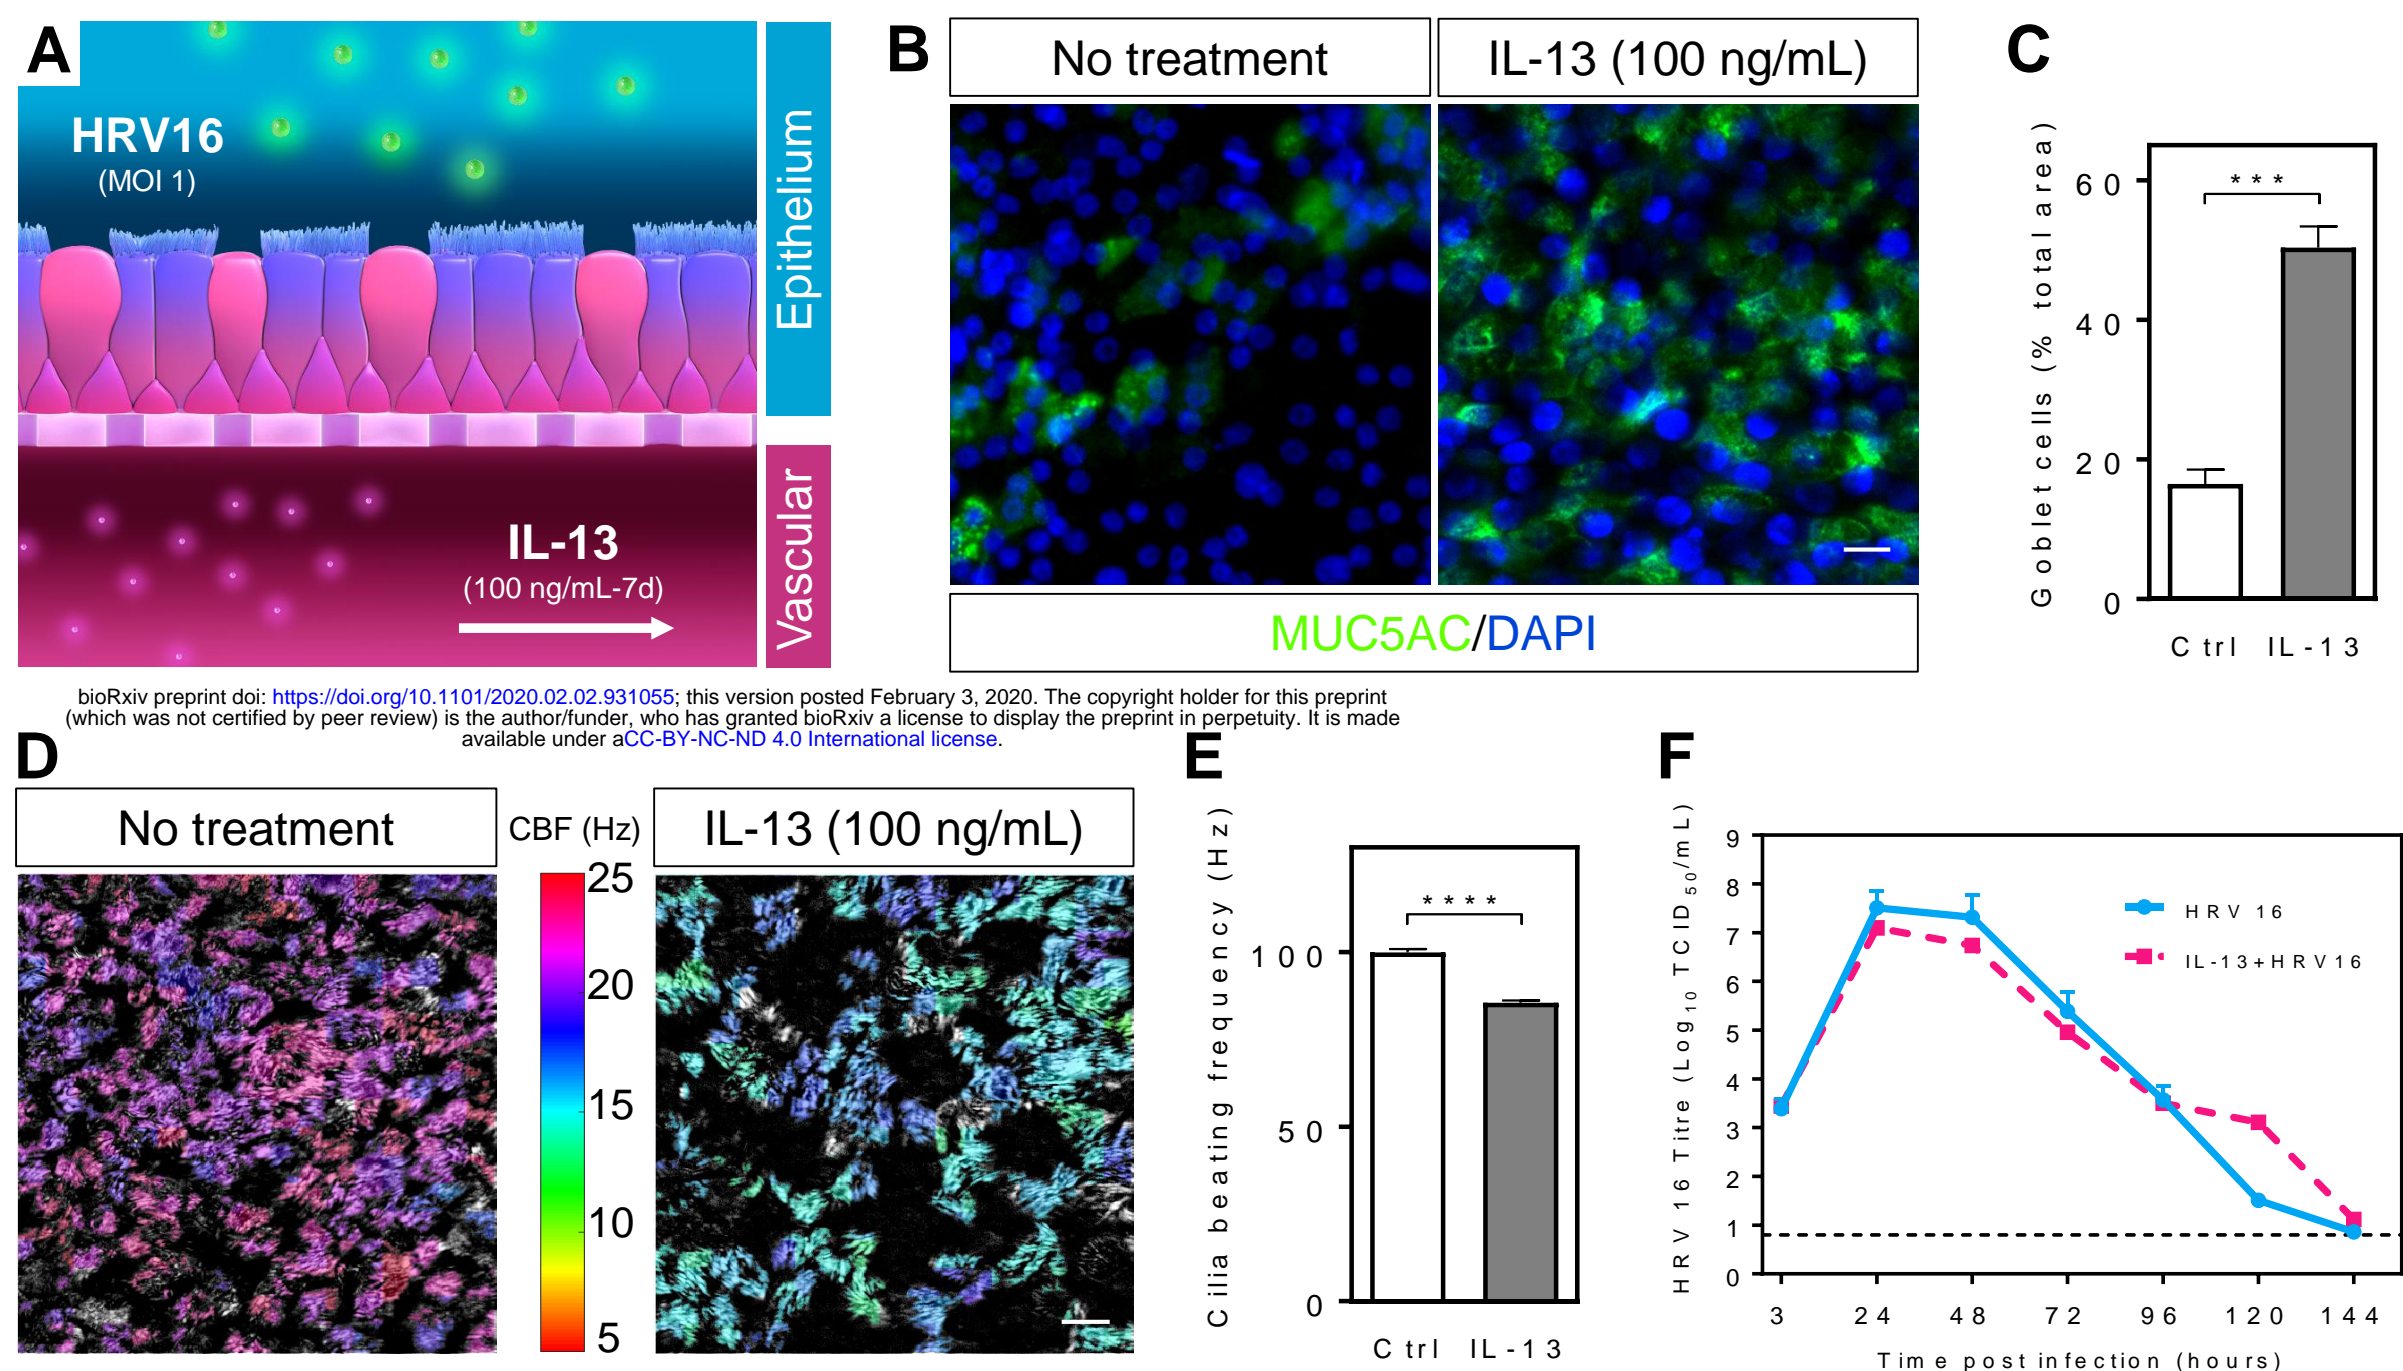 A
HRV16
(MOI 1)
Epithelium
IL-13
(100 ng/mL-7d)
Vascular
B
No treatment
IL-13 (100 ng/mL)
MUC5AC/DAPI
C
Goblet cells (% total area)
60
40
20
0
***
Ctrl IL-13
bioRxiv preprint doi: https://doi.org/10.1101/2020.02.02.931055; this version posted February 3, 2020. The copyright holder for this preprint
(which was not certified by peer review) is the author/funder, who has granted bioRxiv a license to display the preprint in perpetuity. It is made
available under aCC-BY-NC-ND 4.0 International license.
D
No treatment
CBF (Hz)
25
20
15
10
5
IL-13 (100 ng/mL)
E
Cilia beating frequency (Hz)
100
50
0
****
Ctrl IL-13
F
HRV 16 Titre (Log10 TCID50/mL)
9
8
7
6
5
4
3
2
1
0
HRV 16
IL-13+HRV16
3 24 48 72 96 120 144
Time post infection (hours)